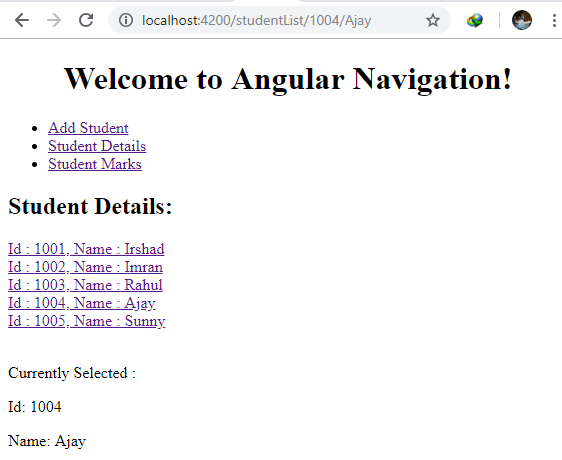 localhost:4200/studentList/1004/Ajay
Welcome to Angular Navigation!
Add Student
Student Details
Student Marks
Student Details:
Id : 1001, Name : Irshad
Id : 1002, Name : Imran
Id : 1003, Name : Rahul
Id : 1004, Name : Ajay
Id : 1005, Name : Sunny
Currently Selected :
Id: 1004
Name: Ajay